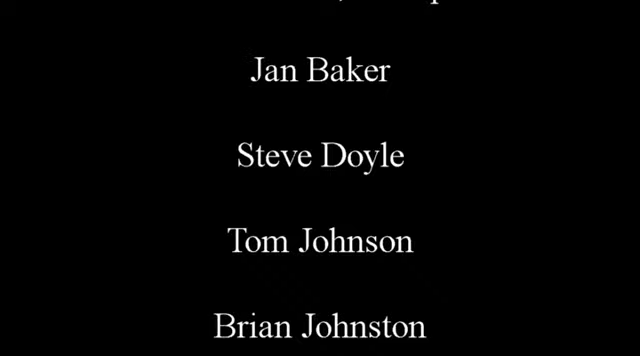 Jan Baker
Steve Doyle
Tom Johnson
Brian Johnston